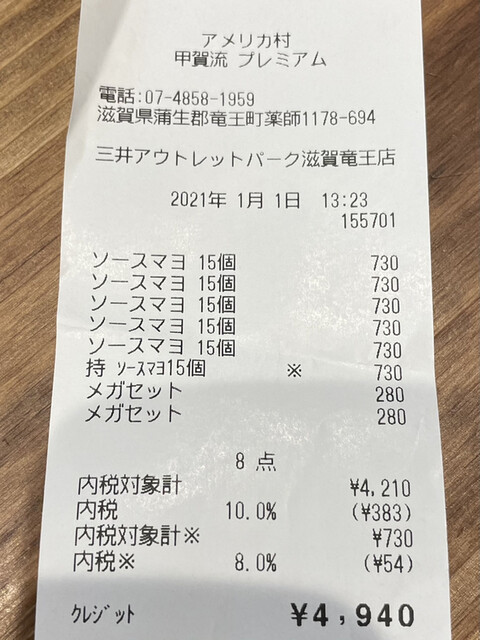 アメリカ村
甲賀流 プレミアム
電話:07-4858-1959
滋賀県蒲生郡竜王町薬師1178-694
三井アウトレットパーク滋賀竜王店
2021年 1月 1日 13:23
155701
ソースマヨ 15個 730
ソースマヨ 15個 730
ソースマヨ 15個 730
ソースマヨ 15個 730
ソースマヨ 15個 730
持 ソースマヨ15個 ※ 730
メガセット 280
メガセット 280
8 点
内税対象計 ¥4,210
内税 10.0% (¥383)
内税対象計※ ¥730
内税※ 8.0% (¥54)
クレジット ¥4,940